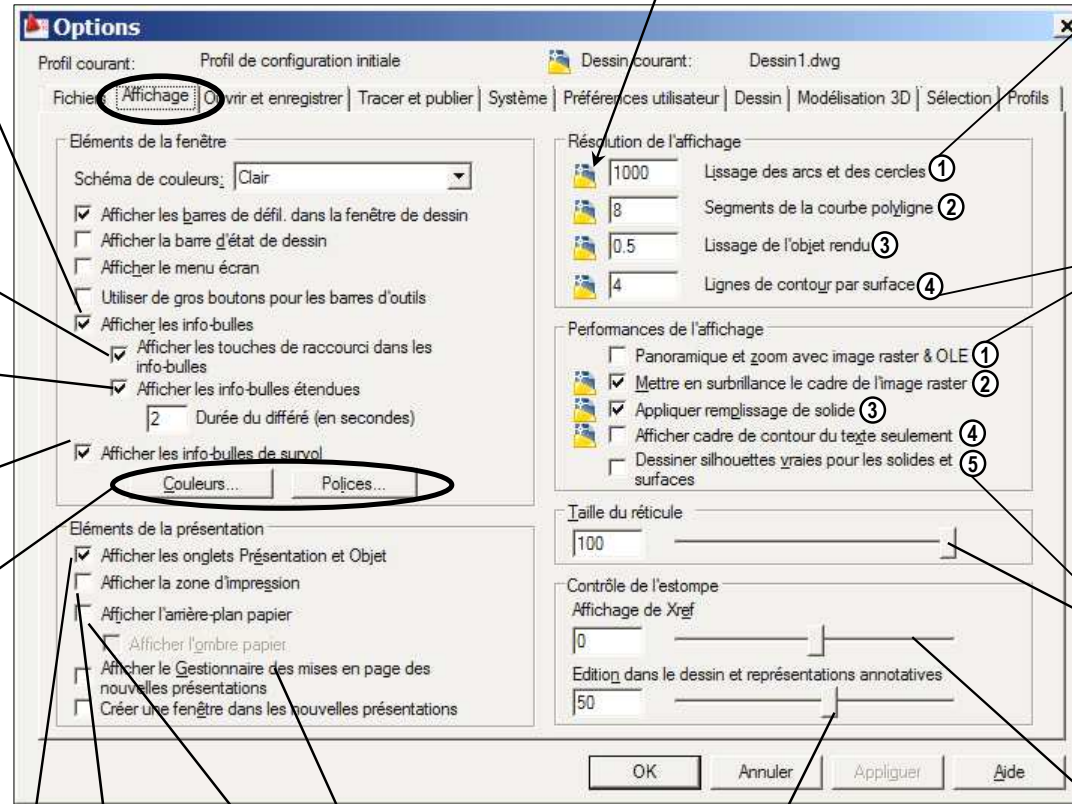 Options
Profil courant: Profil de configuration initiale Dessin courant: Dessin1.dwg
Fichiers Affichage Ouvrir et enregistrer Tracer et publier Système Préférences utilisateur Dessin Modélisation 3D Sélection Profils
Eléments de la fenêtre
Schéma de couleurs: Clair
Afficher les barres de défil. dans la fenêtre de dessin
Afficher la barre d'état de dessin
Afficher le menu écran
Utiliser de gros boutons pour les barres d'outils
Afficher les info-bulles
Afficher les touches de raccourci dans les
info-bulles
Afficher les info-bulles étendues
2 Durée du différé (en secondes)
Afficher les info-bulles de survol
Couleurs... Polices...
Eléments de la présentation
Afficher les onglets Présentation et Objet
Afficher la zone d'impression
Afficher l'arrière-plan papier
Afficher l'ombre papier
Afficher le Gestionnaire des mises en page des
nouvelles présentations
Créer une fenêtre dans les nouvelles présentations
Résolution de l'affichage
1000 Lissage des arcs et des cercles 1
8 Segments de la courbe polyligne 2
0.5 Lissage de l'objet rendu 3
4 Lignes de contour par surface 4
Performances de l'affichage
Panoramique et zoom avec image raster & OLE 1
Mettre en surbrillance le cadre de l'image raster 2
Appliquer remplissage de solide 3
Afficher cadre de contour du texte seulement 4
Dessiner silhouettes vraies pour les solides et 5
surfaces
Taille du réticule
100
Contrôle de l'estompe
Affichage de Xref
0
Edition dans le dessin et représentations annotatives
50
OK Annuler Appliquer Aide